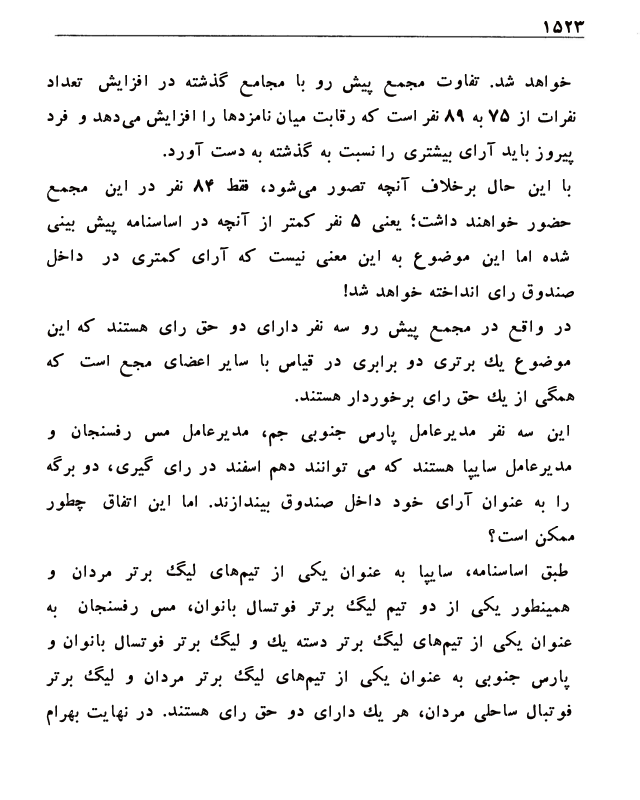 ۱۵۲۳
خواهد شد. تفاوت مجمع پیش رو با مجامع گذشته در افزایش تعداد
نفرات از ۷۵ به ۸۹ نفر است که رقابت میان نامزدها را افزایش می‌دهد و فرد
پیروز باید آرای بیشتری را نسبت به گذشته به دست آورد.
با این حال برخلاف آنچه تصور می‌شود، فقط ۸۴ نفر در این مجمع
حضور خواهند داشت؛ یعنی ۵ نفر کمتر از آنچه در اساسنامه پیش بینی
شده اما این موضوع به این معنی نیست که آرای کمتری در داخل
صندوق رای انداخته خواهد شد!
در واقع در مجمع پیش رو سه نفر دارای دو حق رای هستند که این
موضوع یك برتری دو برابری در قیاس با سایر اعضای مجع است که
همگی از یك حق رای برخوردار هستند.
این سه نفر مدیرعامل پارس جنوبی جم، مدیرعامل مس رفسنجان و
مدیرعامل سایپا هستند که می توانند دهم اسفند در رای گیری، دو برگه
را به عنوان آرای خود داخل صندوق بیندازند. اما این اتفاق چطور
ممکن است؟
طبق اساسنامه، سایپا به عنوان یکی از تیم‌های لیگ برتر مردان و
همینطور یکی از دو تیم لیگ برتر فوتسال بانوان، مس رفسنجان به
عنوان یکی از تیم‌های لیگ برتر دسته یك و لیگ برتر فوتسال بانوان و
پارس جنوبی به عنوان یکی از تیم‌های لیگ برتر مردان و لیگ برتر
فوتبال ساحلی مردان، هر یك دارای دو حق رای هستند. در نهایت بهرام